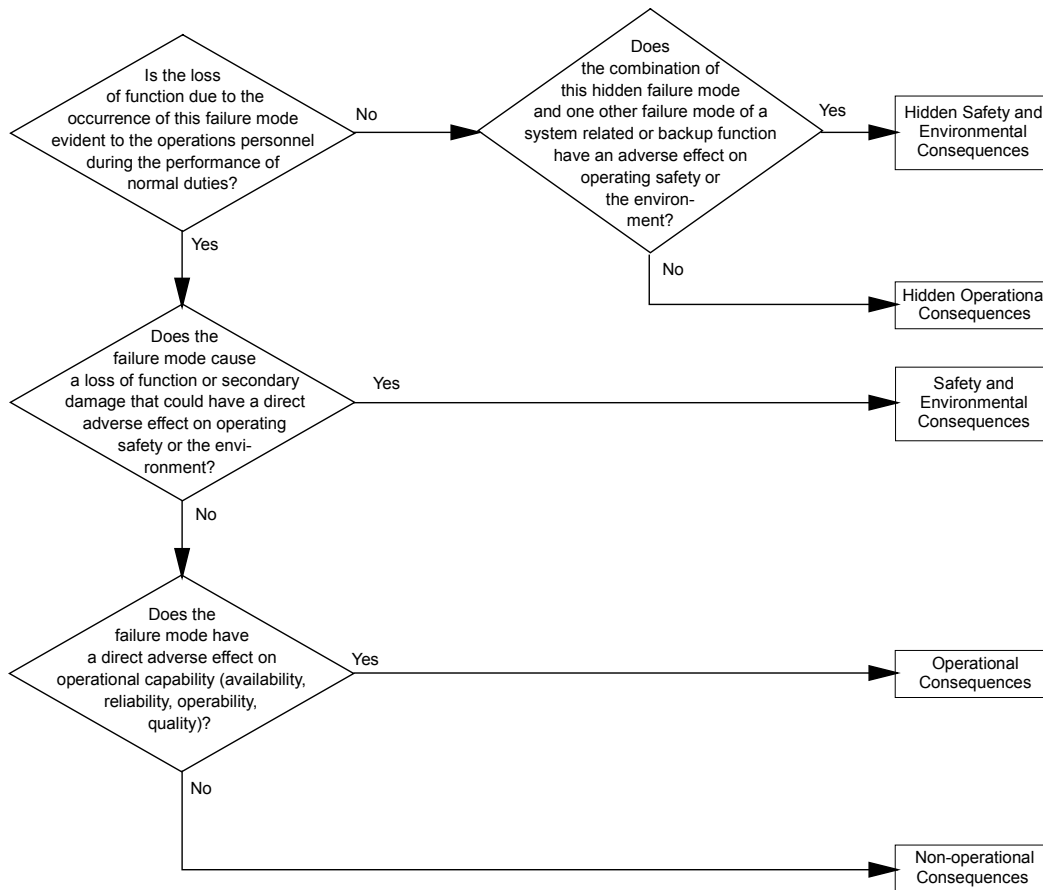 Is the loss
of function due to the
occurrence of this failure mode
evident to the operations personnel
during the performance of
normal duties?
No
Does
the combination of
this hidden failure mode
and one other failure mode of a
system related or backup function
have an adverse effect on
operating safety or
the environ-
ment?
Yes
Hidden Safety and
Environmental
Consequences
Yes
No
Hidden Operationa
Consequences
Does the
failure mode cause
a loss of function or secondary
damage that could have a direct
adverse effect on operating
safety or the envi-
ronment?
Yes
Safety and
Environmental
Consequences
No
Does the
failure mode have
a direct adverse effect on
operational capability (availability,
reliability, operability,
quality)?
Yes
Operational
Consequences
No
Non-operational
Consequences